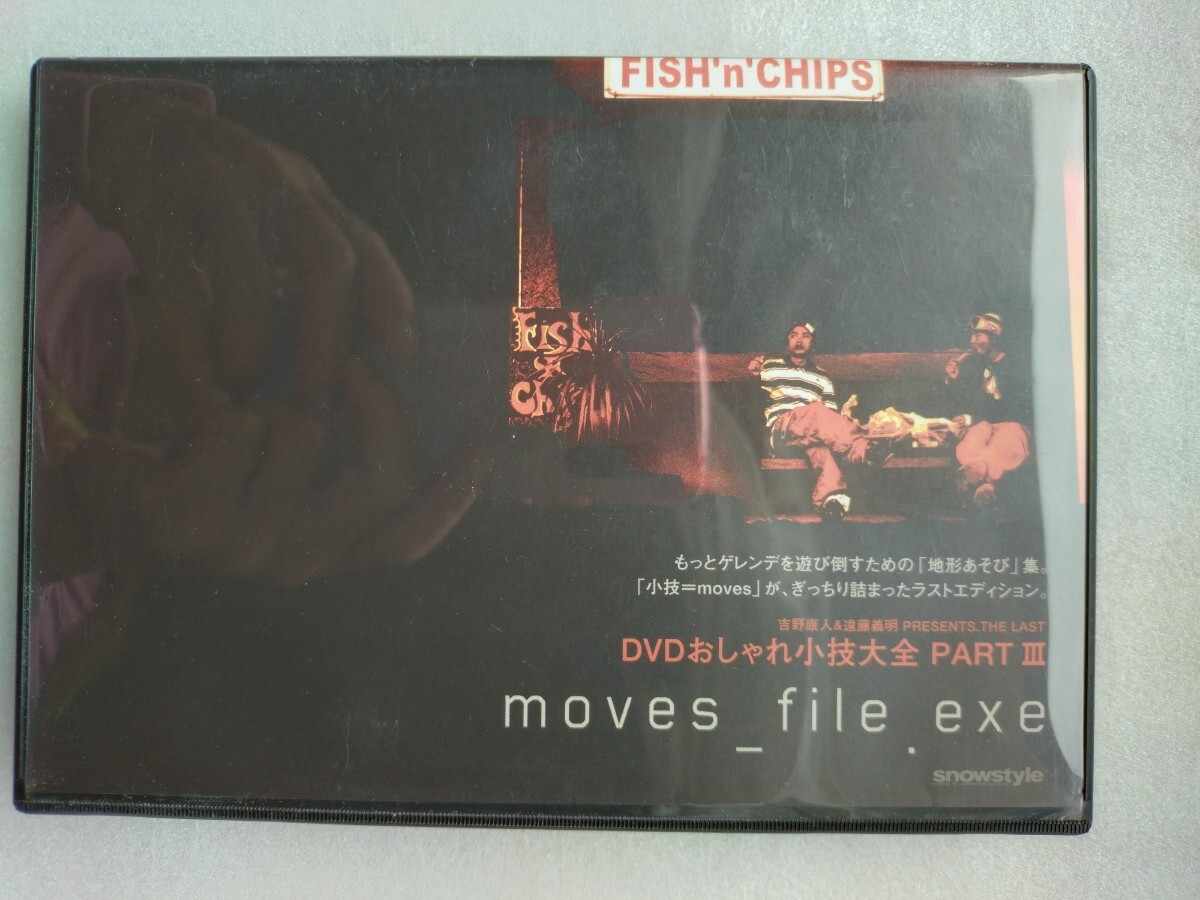 FISH'n'CHIPS
Fish
&
Ch
もっとゲレンデを遊び倒すための「地形あそび」集。
「小技=moves」が、ぎっちり詰まったラストエディション。
吉野康人&遠藤義明 PRESENTS.THE LAST
DVDおしゃれ小技大全 PART Ⅲ
moves_file.exe
snowstyle